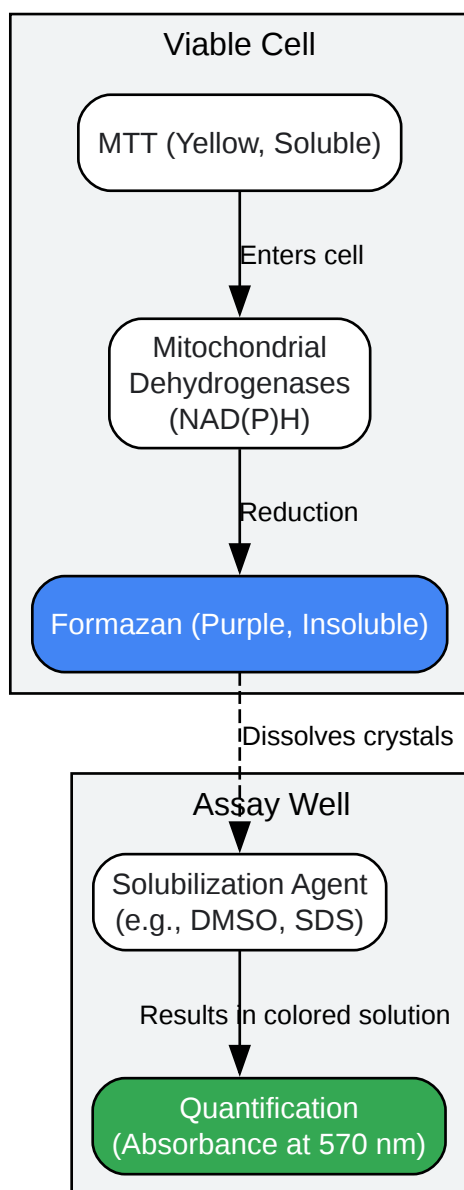 Viable Cell
MTT (Yellow, Soluble)
Enters cell
Mitochondrial
Dehydrogenases
(NAD(P)H)
Reduction
Formazan (Purple, Insoluble)
Dissolves crystals
Assay Well
Solubilization Agent
(e.g., DMSO, SDS)
Results in colored solution
Quantification
(Absorbance at 570 nm)